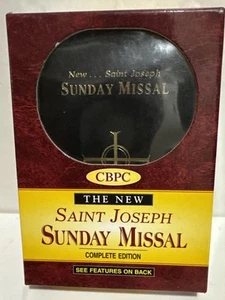 New . . . Saint Joseph
SUNDAY MISSAL
CBPC
THE NEW
SAINT JOSEPH
SUNDAY MISSAL
COMPLETE EDITION
SEE FEATURES ON BACK